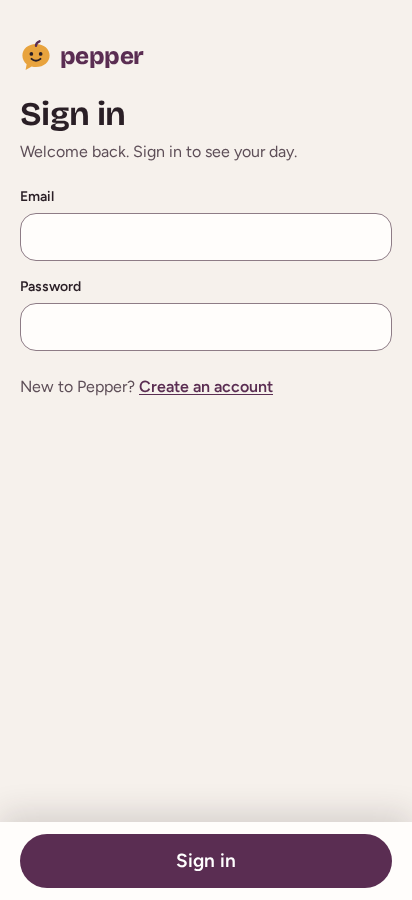 pepper
Sign in
Welcome back. Sign in to see your day.
Email
Password
New to Pepper? Create an account
Sign in